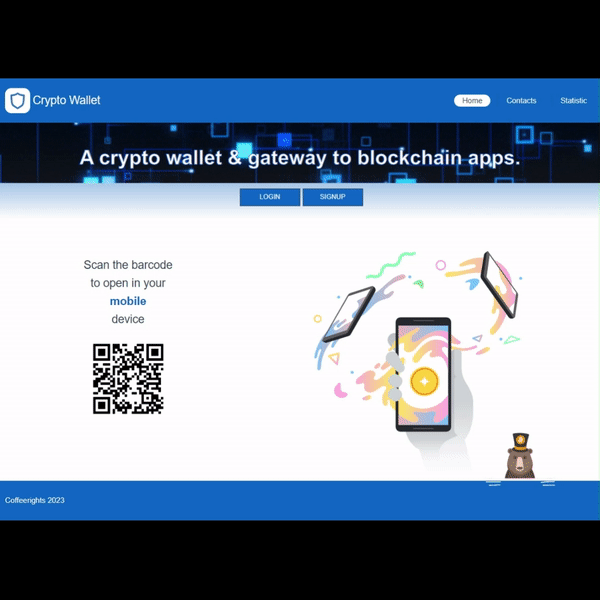 Crypto Wallet
Home Contacts Statistic
A crypto wallet & gateway to blockchain apps.
LOGIN SIGNUP
Scan the barcode
to open in your
mobile
device
Coffeerights 2023